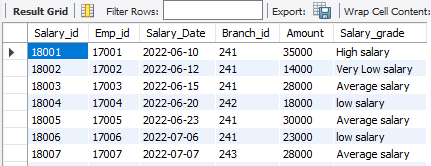 Result Grid Filter Rows: Export: Wrap Cell Content:
Salary_id Emp_id Salary_Date Branch_id Amount Salary_grade
18001 17001 2022-06-10 241 35000 High salary
18002 17002 2022-06-12 241 14000 Very Low salary
18003 17003 2022-06-15 241 28000 Average salary
18004 17004 2022-06-20 242 18000 low salary
18005 17005 2022-06-23 241 30000 Average salary
18006 17006 2022-07-06 241 23000 low salary
18007 17007 2022-07-07 243 28000 Average salary